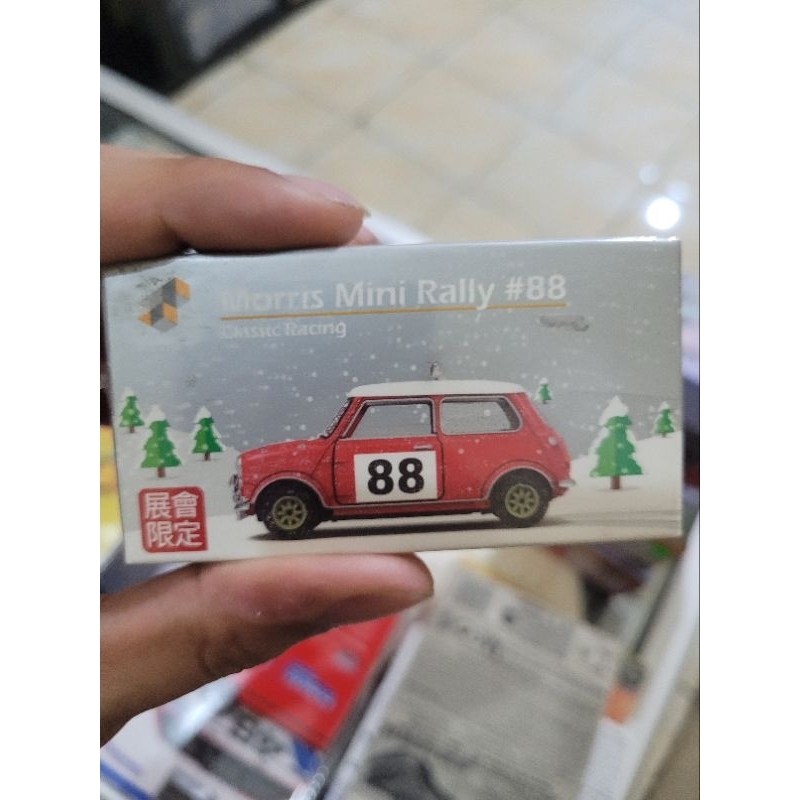 Morris Mini Rally #88
Classic Racing
88
展會
限定